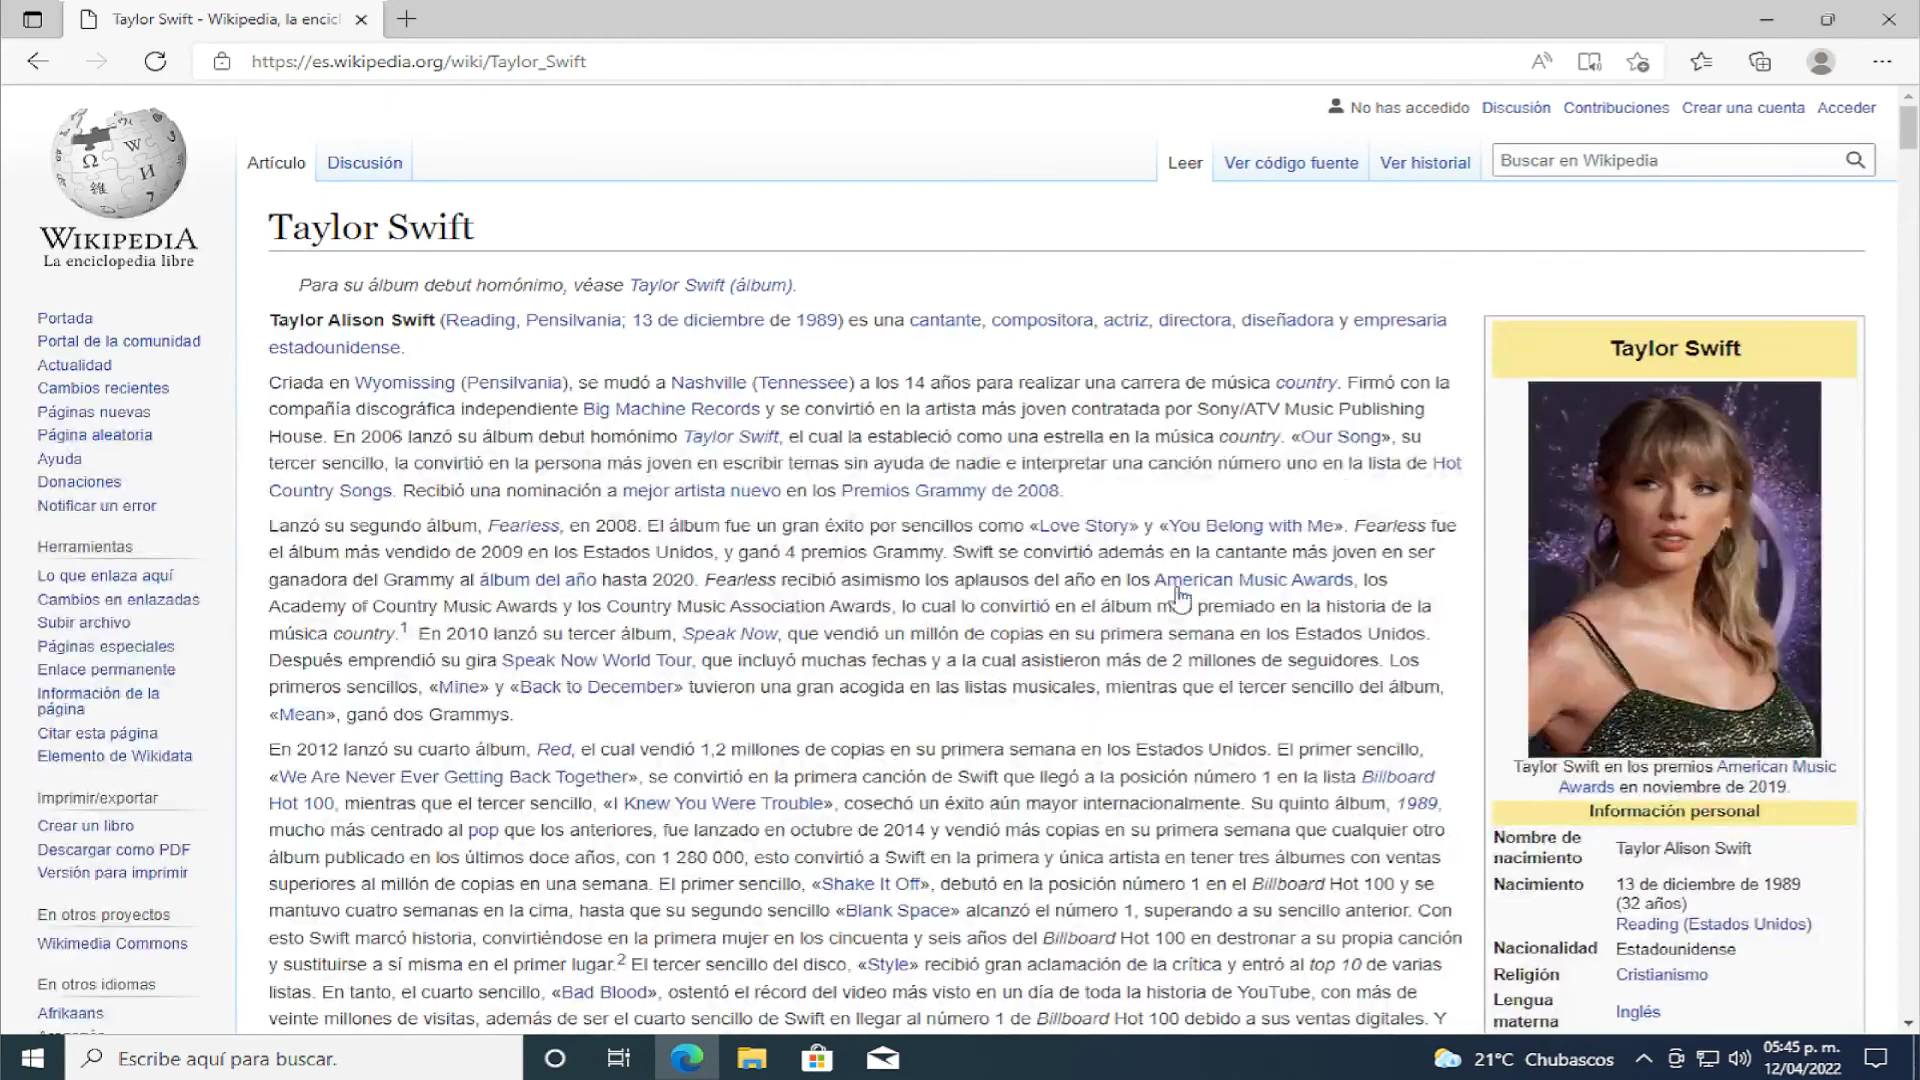 Taylor Swift - Wikipedia, la encic
https://es.wikipedia.org/wiki/Taylor_Swift
No has accedido Discusión Contribuciones Crear una cuenta Acceder
WIKIPEDIA
La enciclopedia libre
Artículo Discusión Leer Ver código fuente Ver historial Buscar en Wikipedia
Portada
Portal de la comunidad
Actualidad
Cambios recientes
Páginas nuevas
Página aleatoria
Ayuda
Donaciones
Notificar un error
Herramientas
Lo que enlaza aquí
Cambios en enlazadas
Subir archivo
Páginas especiales
Enlace permanente
Información de la
página
Citar esta página
Elemento de Wikidata
Imprimir/exportar
Crear un libro
Descargar como PDF
Versión para imprimir
En otros proyectos
Wikimedia Commons
En otros idiomas
Afrikaans
Taylor Swift
Para su álbum debut homónimo, véase Taylor Swift (álbum).
Taylor Alison Swift (Reading, Pensilvania; 13 de diciembre de 1989) es una cantante, compositora, actriz, directora, diseñadora y empresaria
estadounidense.
Criada en Wyomissing (Pensilvania), se mudó a Nashville (Tennessee) a los 14 años para realizar una carrera de música country. Firmó con la
compañía discográfica independiente Big Machine Records y se convirtió en la artista más joven contratada por Sony/ATV Music Publishing
House. En 2006 lanzó su álbum debut homónimo Taylor Swift, el cual la estableció como una estrella en la música country. «Our Song», su
tercer sencillo, la convirtió en la persona más joven en escribir temas sin ayuda de nadie e interpretar una canción número uno en la lista de Hot
Country Songs. Recibió una nominación a mejor artista nuevo en los Premios Grammy de 2008.
Lanzó su segundo álbum, Fearless, en 2008. El álbum fue un gran éxito por sencillos como «Love Story» y «You Belong with Me». Fearless fue
el álbum más vendido de 2009 en los Estados Unidos, y ganó 4 premios Grammy. Swift se convirtió además en la cantante más joven en ser
ganadora del Grammy al álbum del año hasta 2020. Fearless recibió asimismo los aplausos del año en los American Music Awards, los
Academy of Country Music Awards y los Country Music Association Awards, lo cual lo convirtió en el álbum m premiado en la historia de la
música country.1 En 2010 lanzó su tercer álbum, Speak Now, que vendió un millón de copias en su primera semana en los Estados Unidos.
Después emprendió su gira Speak Now World Tour, que incluyó muchas fechas y a la cual asistieron más de 2 millones de seguidores. Los
primeros sencillos, «Mine» y «Back to December» tuvieron una gran acogida en las listas musicales, mientras que el tercer sencillo del álbum,
«Mean», ganó dos Grammys.
En 2012 lanzó su cuarto álbum, Red, el cual vendió 1,2 millones de copias en su primera semana en los Estados Unidos. El primer sencillo,
«We Are Never Ever Getting Back Together», se convirtió en la primera canción de Swift que llegó a la posición número 1 en la lista Billboard
Hot 100, mientras que el tercer sencillo, «I Knew You Were Trouble», cosechó un éxito aún mayor internacionalmente. Su quinto álbum, 1989,
mucho más centrado al pop que los anteriores, fue lanzado en octubre de 2014 y vendió más copias en su primera semana que cualquier otro
álbum publicado en los últimos doce años, con 1 280 000, esto convirtió a Swift en la primera y única artista en tener tres álbumes con ventas
superiores al millón de copias en una semana. El primer sencillo, «Shake It Off», debutó en la posición número 1 en el Billboard Hot 100 y se
mantuvo cuatro semanas en la cima, hasta que su segundo sencillo «Blank Space» alcanzó el número 1, superando a su sencillo anterior. Con
esto Swift marcó historia, convirtiéndose en la primera mujer en los cincuenta y seis años del Billboard Hot 100 en destronar a su propia canción
y sustituirse a sí misma en el primer lugar.2 El tercer sencillo del disco, «Style» recibió gran aclamación de la crítica y entró al top 10 de varias
listas. En tanto, el cuarto sencillo, «Bad Blood», ostentó el récord del video más visto en un día de toda la historia de YouTube, con más de
veinte millones de visitas, además de ser el cuarto sencillo de Swift en llegar al número 1 de Billboard Hot 100 debido a sus ventas digitales. Y
Taylor Swift
Taylor Swift en los premios American Music
Awards en noviembre de 2019.
Información personal
Nombre de
nacimiento Taylor Alison Swift
Nacimiento 13 de diciembre de 1989
(32 años)
Reading (Estados Unidos)
Nacionalidad Estadounidense
Religión Cristianismo
Lengua
materna Inglés
Escribe aquí para buscar.
21°C Chubascos
05:45 p. m.
12/04/2022